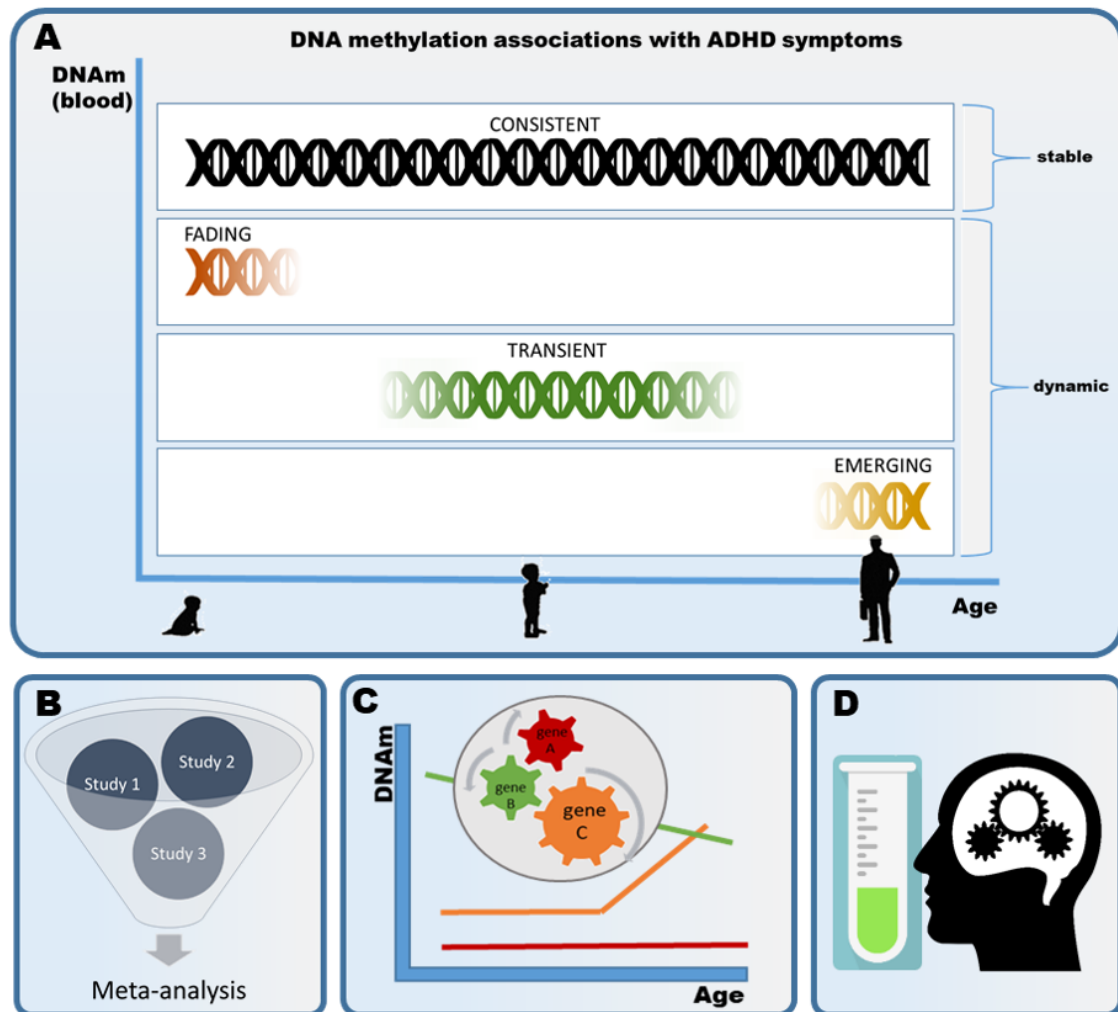 A
DNA methylation associations with ADHD symptoms
DNAm
(blood)
CONSISTENT
stable
FADING
TRANSIENT
dynamic
EMERGING
Age
B
Study 1
Study 2
Study 3
Meta-analysis
C
DNAm
gene
A
gene
B
gene
C
Age
D